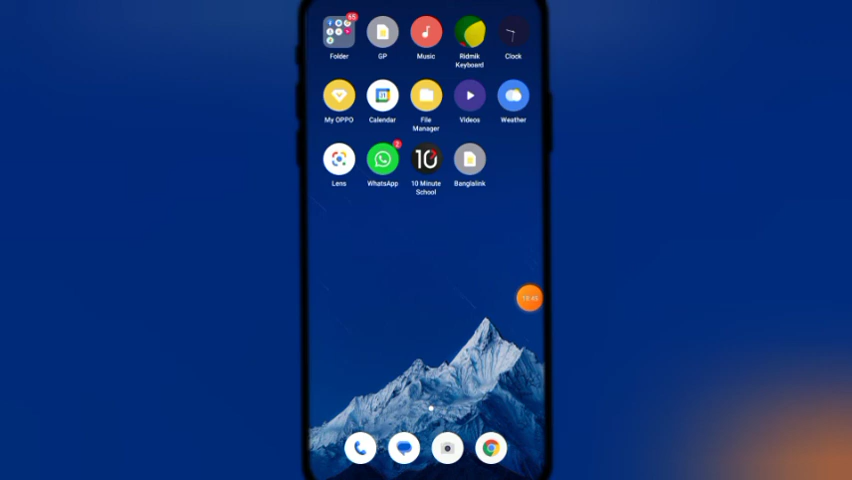 65
Folder
GP
Music
Ridmik
Keyboard
Clock
My OPPO
Calendar
File
Manager
Videos
Weather
2
10
Lens
WhatsApp
10 Minute
School
Banglalink